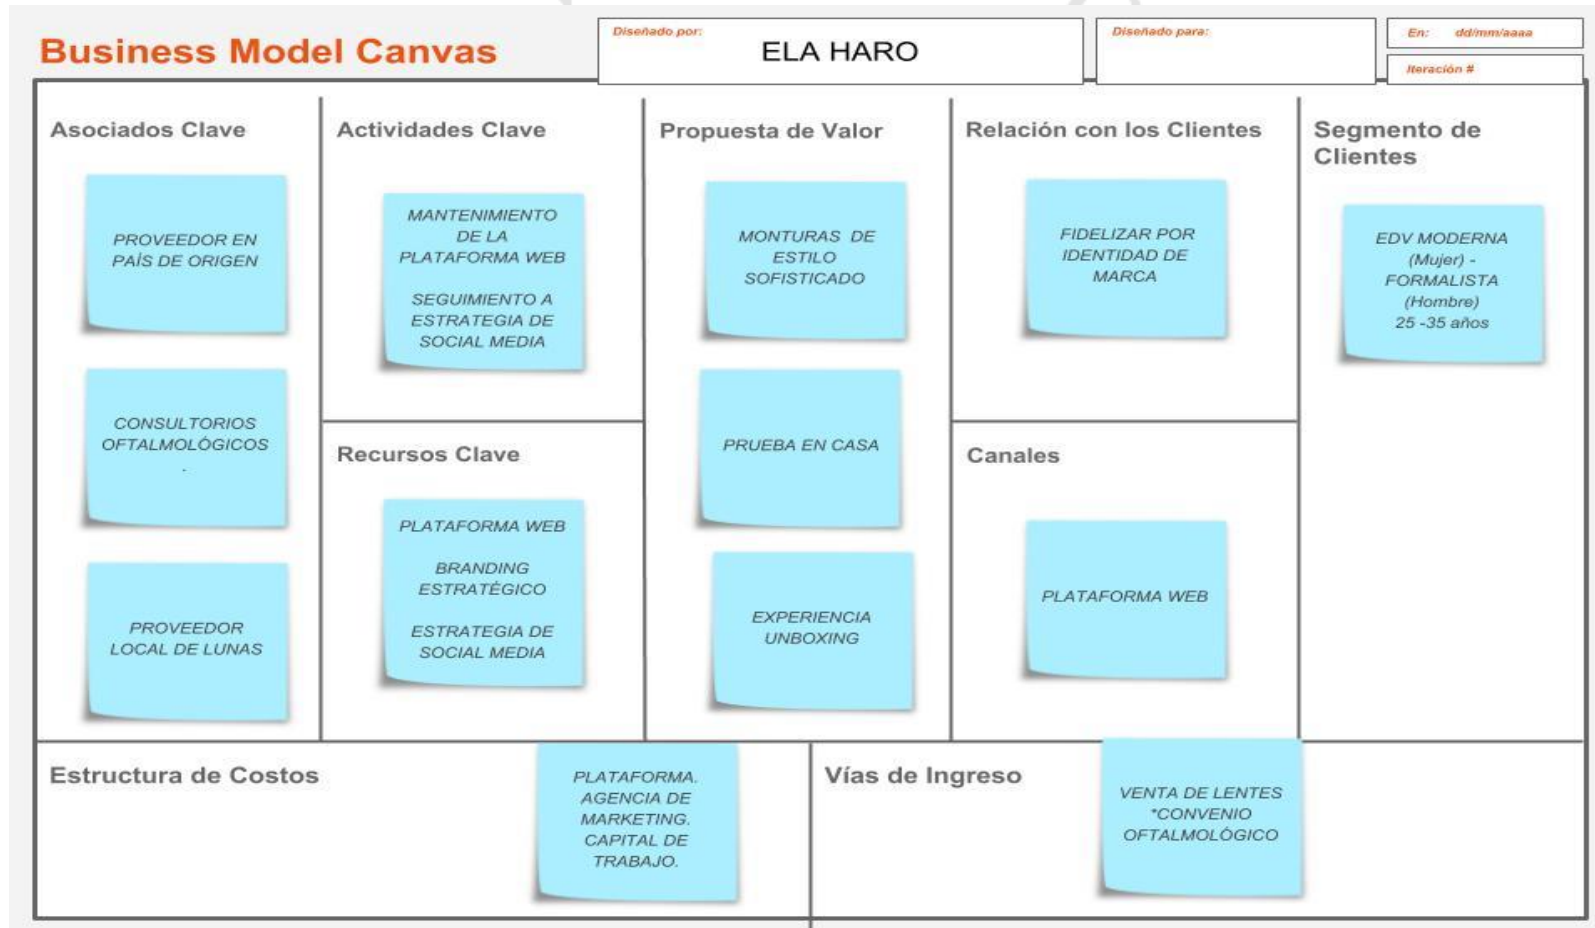 Business Model Canvas
Diseñado por:
ELA HARO
Diseñado para:
En: dd/mm/aaaa
Iteración #
Asociados Clave
PROVEEDOR EN
PAÍS DE ORIGEN
CONSULTORIOS
OFTALMOLÓGICOS
.
PROVEEDOR
LOCAL DE LUNAS
Actividades Clave
MANTENIMIENTO
DE LA
PLATAFORMA WEB
SEGUIMIENTO A
ESTRATEGIA DE
SOCIAL MEDIA
Recursos Clave
PLATAFORMA WEB
BRANDING
ESTRATÉGICO
ESTRATEGIA DE
SOCIAL MEDIA
Propuesta de Valor
MONTURAS DE
ESTILO
SOFISTICADO
PRUEBA EN CASA
EXPERIENCIA
UNBOXING
Relación con los Clientes
FIDELIZAR POR
IDENTIDAD DE
MARCA
Canales
PLATAFORMA WEB
Segmento de
Clientes
EDV MODERNA
(Mujer) -
FORMALISTA
(Hombre)
25 -35 años
Estructura de Costos
PLATAFORMA.
AGENCIA DE
MARKETING.
CAPITAL DE
TRABAJO.
Vías de Ingreso
VENTA DE LENTES
*CONVENIO
OFTALMOLÓGICO